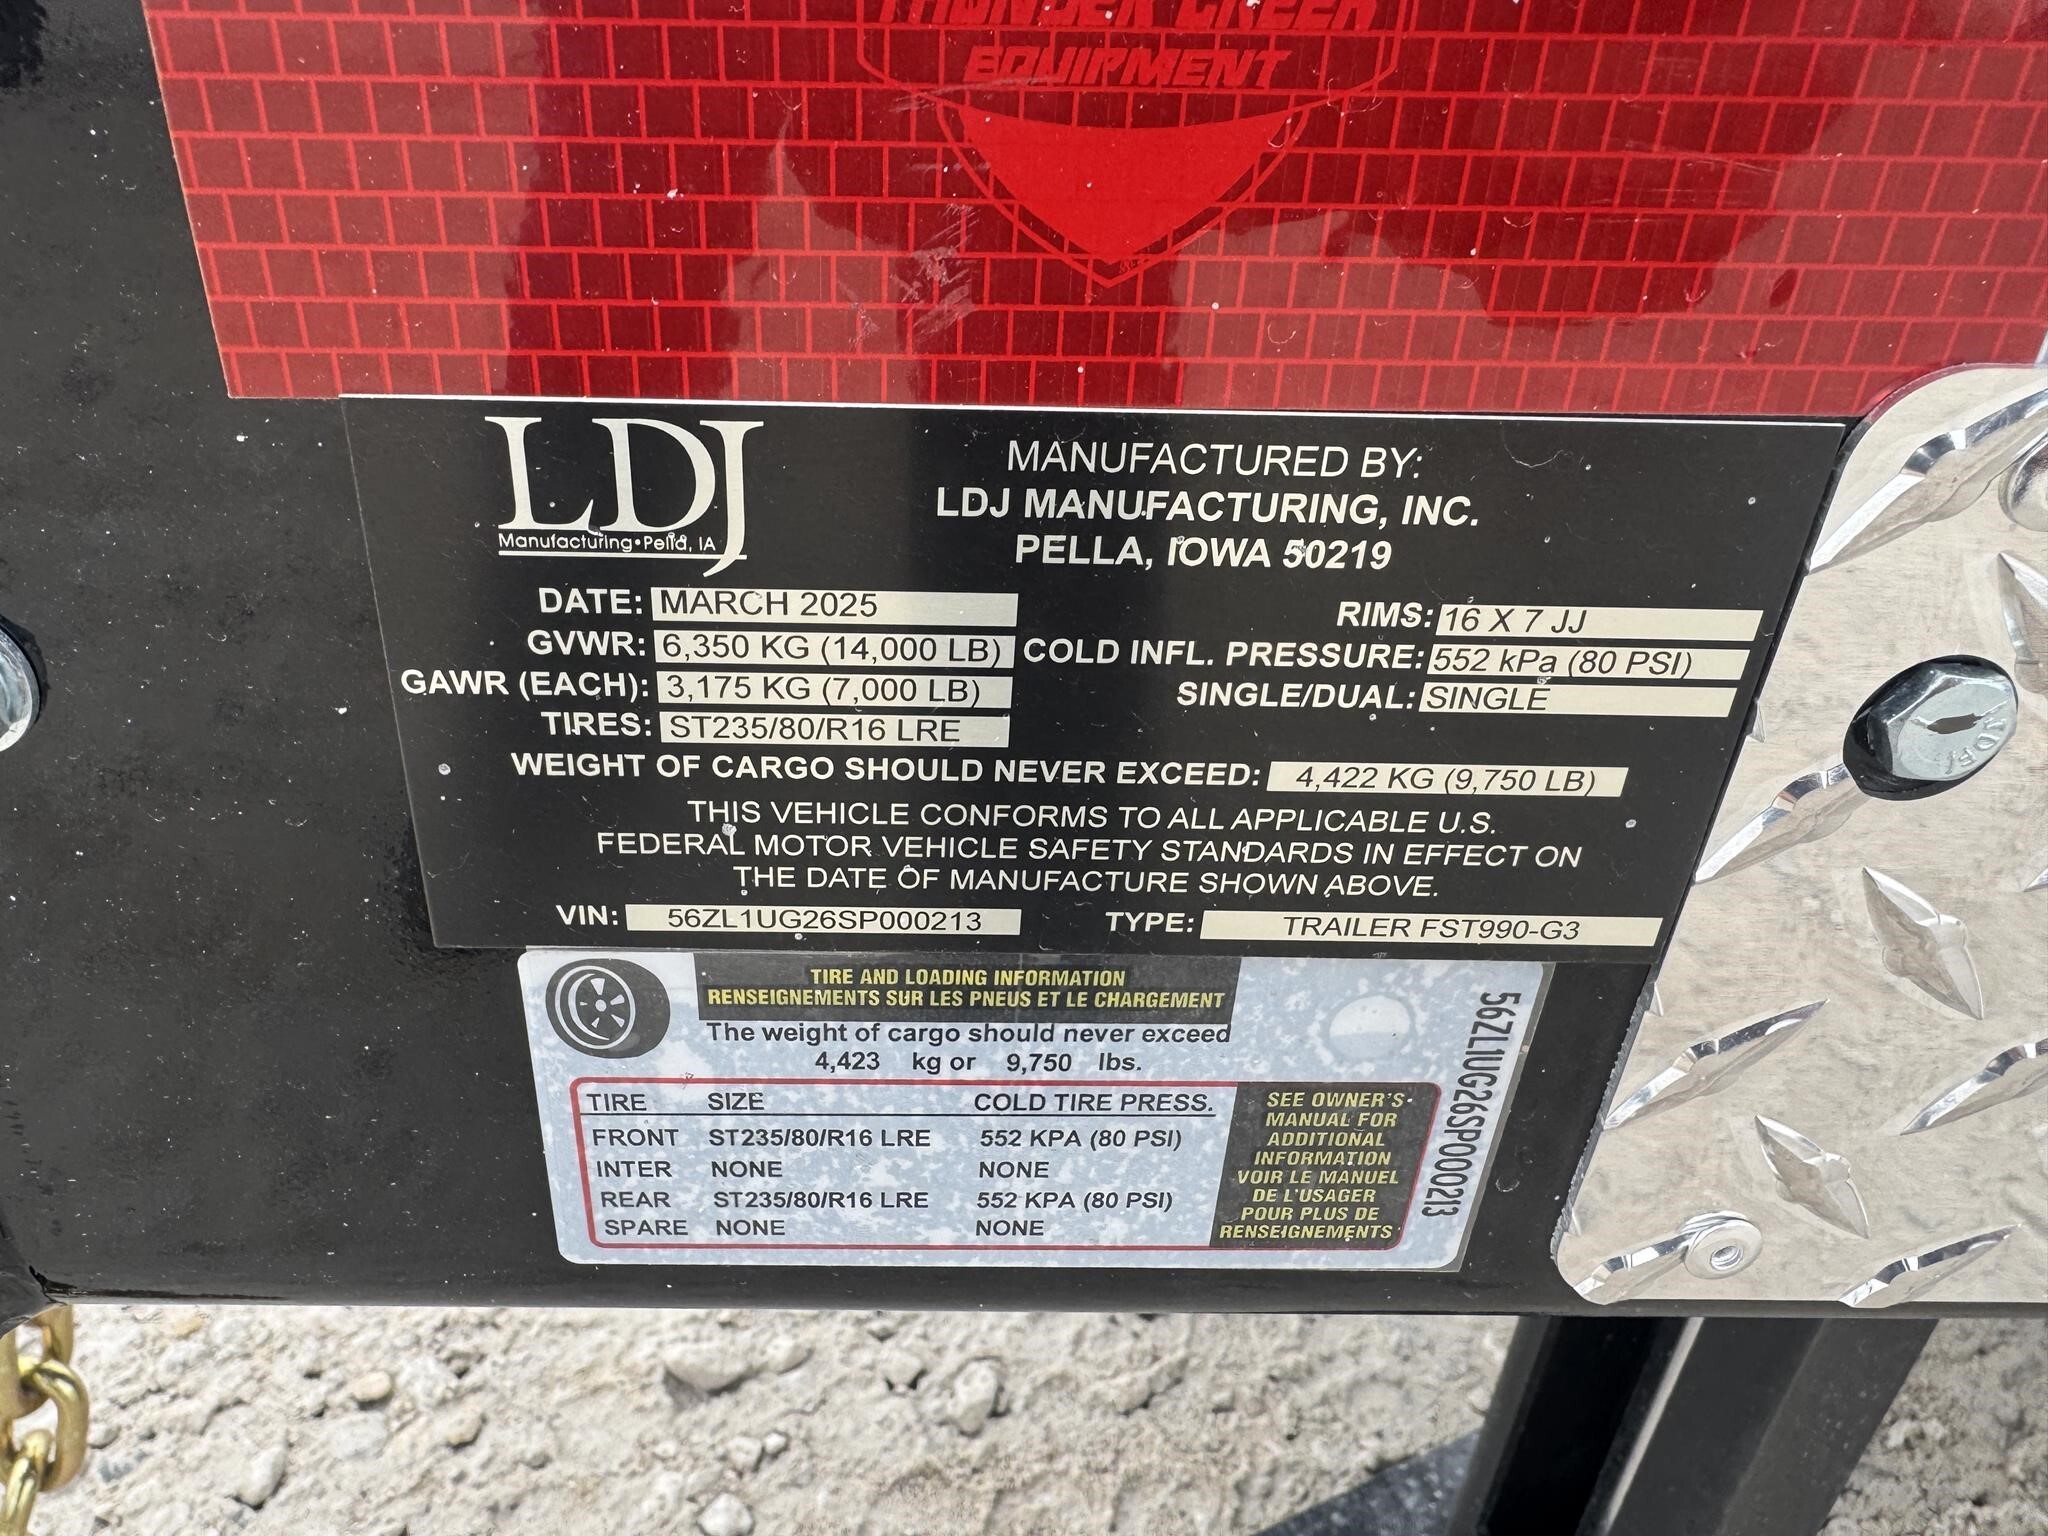 THUNDER CREEK
EQUIPMENT
LDJ
Manufacturing•Pella, IA
MANUFACTURED BY:
LDJ MANUFACTURING, INC.
PELLA, IOWA 50219
DATE: MARCH 2025
RIMS: 16 X 7 JJ
GVWR: 6,350 KG (14,000 LB)
COLD INFL. PRESSURE: 552 kPa (80 PSI)
GAWR (EACH): 3,175 KG (7,000 LB)
SINGLE/DUAL: SINGLE
TIRES: ST235/80/R16 LRE
WEIGHT OF CARGO SHOULD NEVER EXCEED: 4,422 KG (9,750 LB)
THIS VEHICLE CONFORMS TO ALL APPLICABLE U.S.
FEDERAL MOTOR VEHICLE SAFETY STANDARDS IN EFFECT ON
THE DATE OF MANUFACTURE SHOWN ABOVE.
VIN: 56ZL1UG26SP000213
TYPE: TRAILER FST990-G3
TIRE AND LOADING INFORMATION
RENSEIGNEMENTS SUR LES PNEUS ET LE CHARGEMENT
The weight of cargo should never exceed
4,423 kg or 9,750 lbs.
TIRE SIZE COLD TIRE PRESS.
FRONT ST235/80/R16 LRE 552 KPA (80 PSI)
INTER NONE NONE
REAR ST235/80/R16 LRE 552 KPA (80 PSI)
SPARE NONE NONE
SEE OWNER'S
MANUAL FOR
ADDITIONAL
INFORMATION
VOIR LE MANUEL
DE L'USAGER
POUR PLUS DE
RENSEIGNEMENTS
56ZL1UG26SP000213